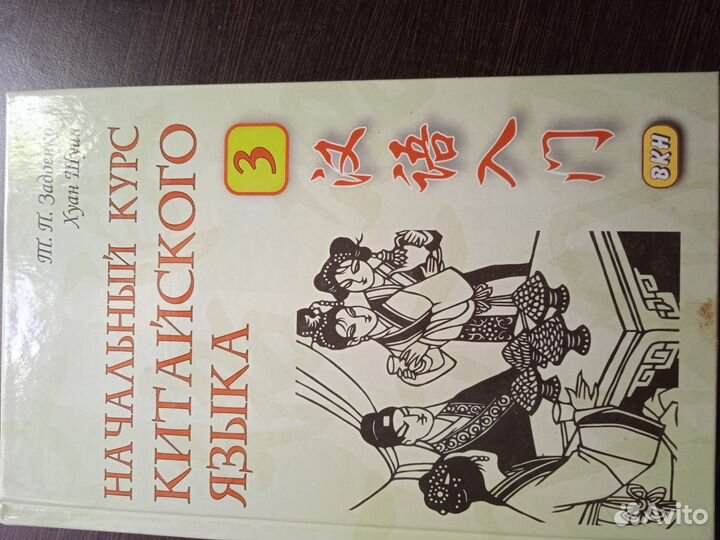 Т. П. Задоенко
Хуан Шуин
НАЧАЛЬНЫЙ КУРС
КИТАЙСКОГО
ЯЗЫКА
3
汉语入门
ВКН
Avito